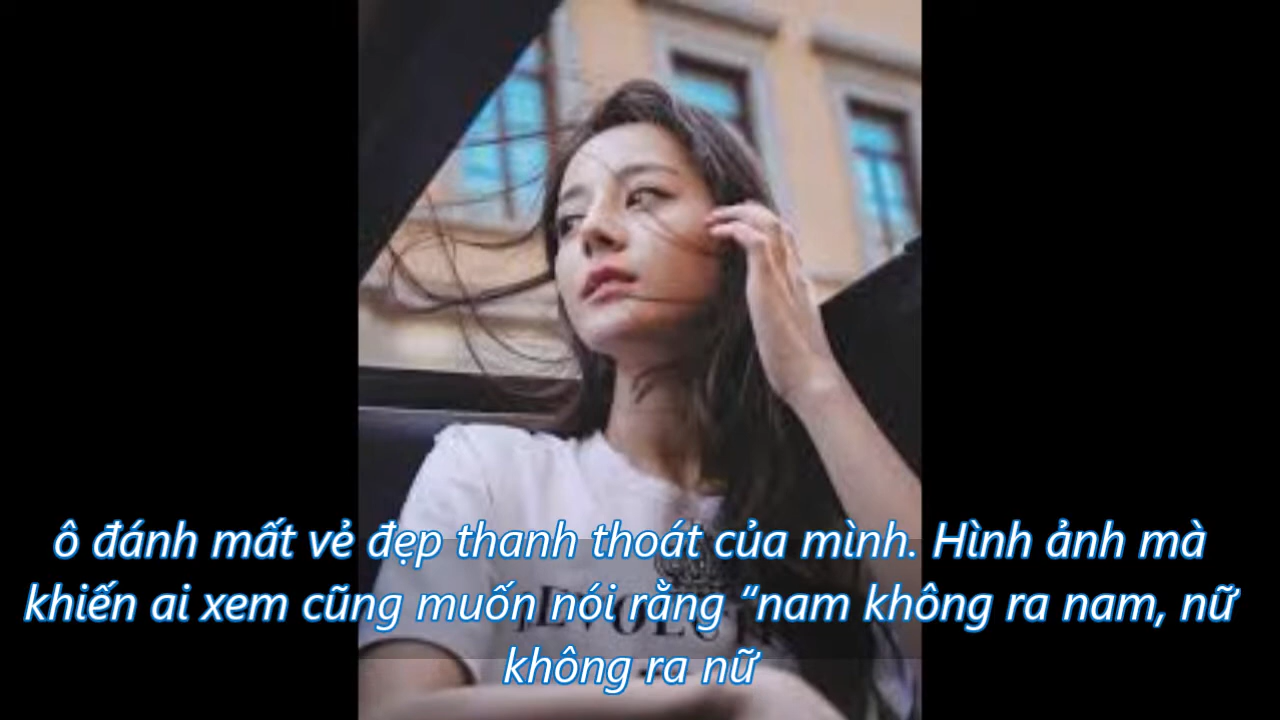 ô đánh mất vẻ đẹp thanh thoát của mình. Hình ảnh mà
khiến ai xem cũng muốn nói rằng “nam không ra nam, nữ
không ra nữ